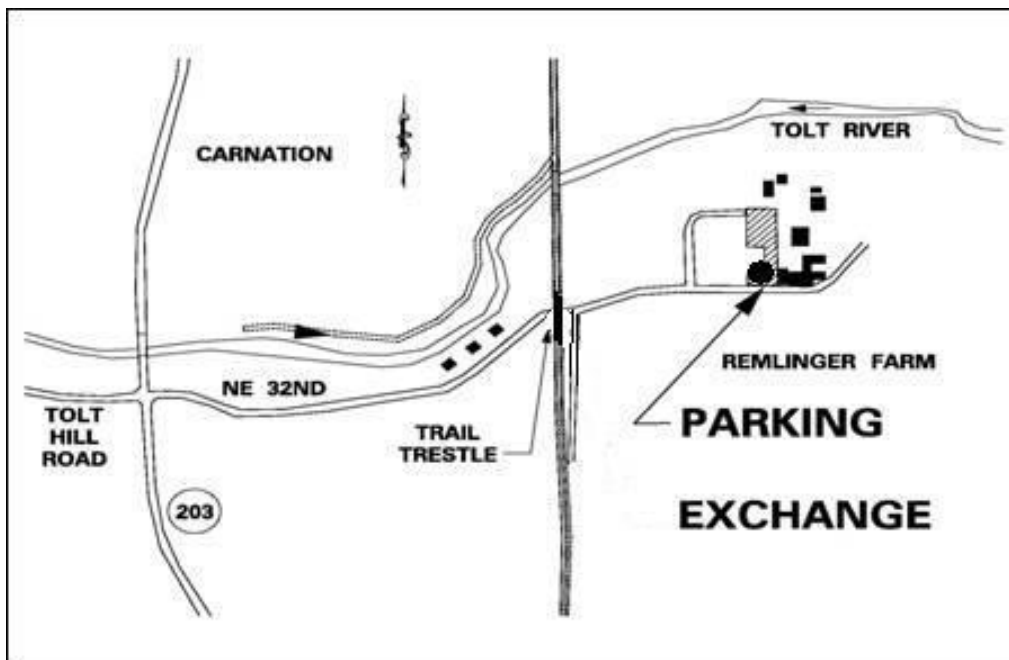 CARNATION
TOLT RIVER
REMLINGER FARM
NE 32ND
TOLT
HILL
ROAD
TRAIL
TRESTLE
PARKING
203
EXCHANGE